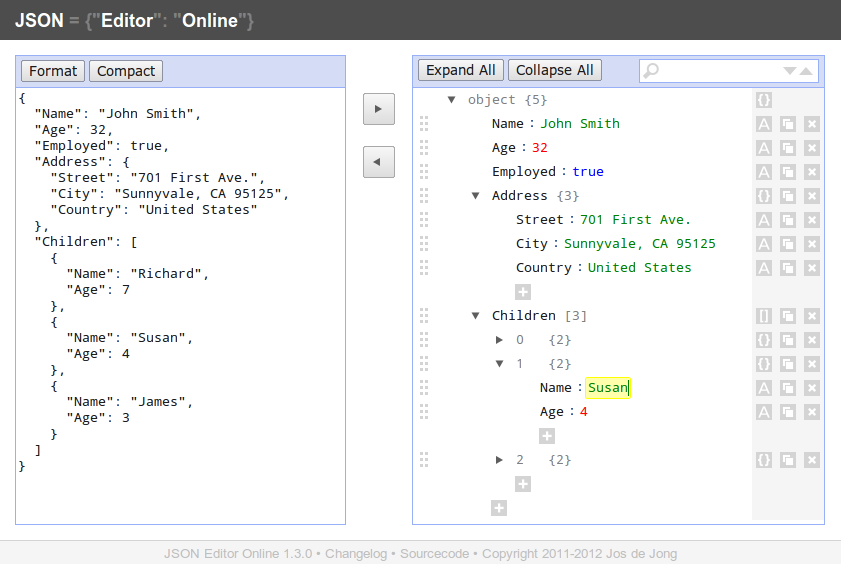 JSON = {"Editor": "Online"}
Format Compact
{
  "Name": "John Smith",
  "Age": 32,
  "Employed": true,
  "Address": {
    "Street": "701 First Ave.",
    "City": "Sunnyvale, CA 95125",
    "Country": "United States"
  },
  "Children": [
    {
      "Name": "Richard",
      "Age": 7
    },
    {
      "Name": "Susan",
      "Age": 4
    },
    {
      "Name": "James",
      "Age": 3
    }
  ]
}
Expand All Collapse All
object {5}
Name : John Smith
Age : 32
Employed : true
Address {3}
Street : 701 First Ave.
City : Sunnyvale, CA 95125
Country : United States
Children [3]
0 {2}
1 {2}
Name : Susan
Age : 4
2 {2}
JSON Editor Online 1.3.0 • Changelog • Sourcecode • Copyright 2011-2012 Jos de Jong